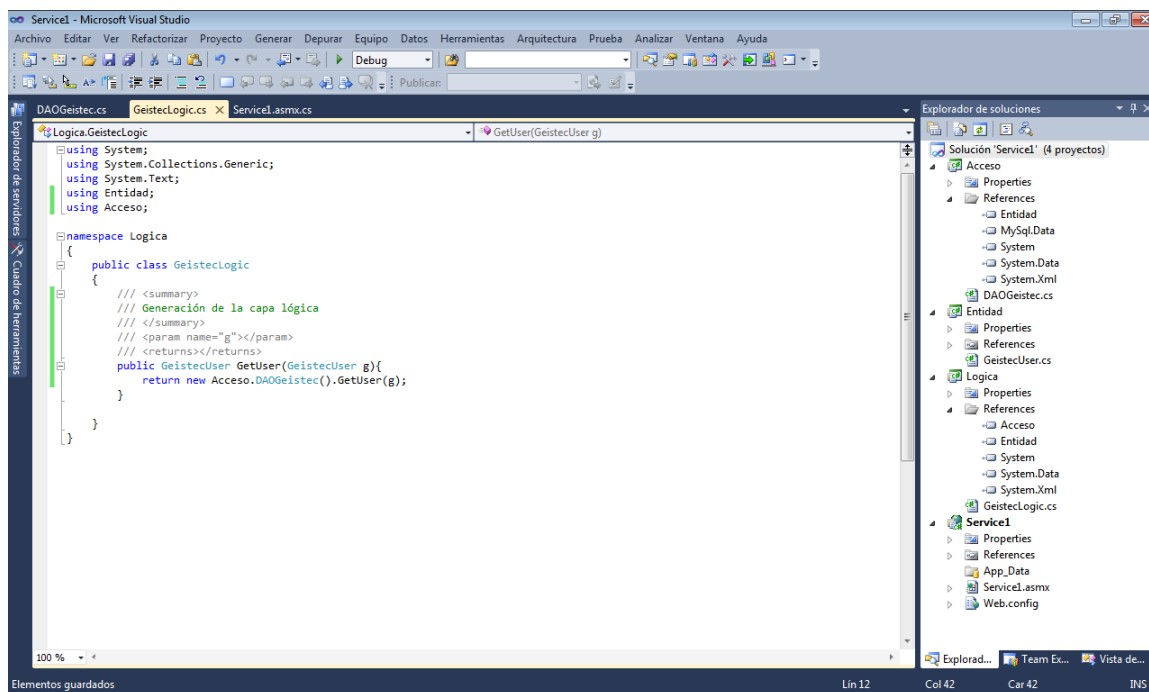 Service1 - Microsoft Visual Studio
Archivo Editar Ver Refactorizar Proyecto Generar Depurar Equipo Datos Herramientas Arquitectura Prueba Analizar Ventana Ayuda
Debug
Publicar:
DAOGeistec.cs GeistecLogic.cs Service1.asmx.cs
Logica.GeistecLogic GetUser(GeistecUser g)
using System;
using System.Collections.Generic;
using System.Text;
using Entidad;
using Acceso;
namespace Logica
{
public class GeistecLogic
{
/// <summary>
/// Generación de la capa lógica
/// </summary>
/// <param name="g"></param>
/// <returns></returns>
public GeistecUser GetUser(GeistecUser g){
return new Acceso.DAOGeistec().GetUser(g);
}
}
}
100 %
Explorador de servidores
Cuadro de herramientas
Explorador de soluciones
Solución 'Service1' (4 proyectos)
Acceso
Properties
References
Entidad
MySql.Data
System
System.Data
System.Xml
DAOGeistec.cs
Entidad
Properties
References
GeistecUser.cs
Logica
Properties
References
Acceso
Entidad
System
System.Data
System.Xml
GeistecLogic.cs
Service1
Properties
References
App_Data
Service1.asmx
Web.config
Explorad... Team Ex... Vista de...
Elementos guardados Lín 12 Col 42 Car 42 INS